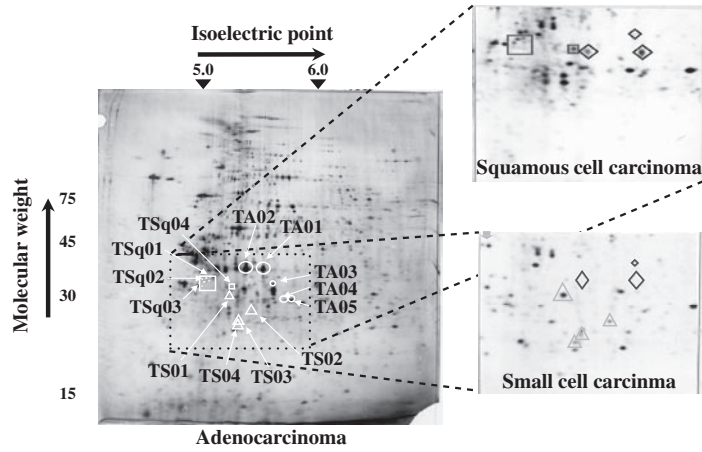 Isoelectric point
5.0 6.0
Molecular weight
75
45
30
15
TSq04
TA02
TA01
TSq01
TSq02
TSq03
TA03
TA04
TA05
TS01
TS04
TS03
TS02
Adenocarcinoma
Squamous cell carcinoma
Small cell carcinma